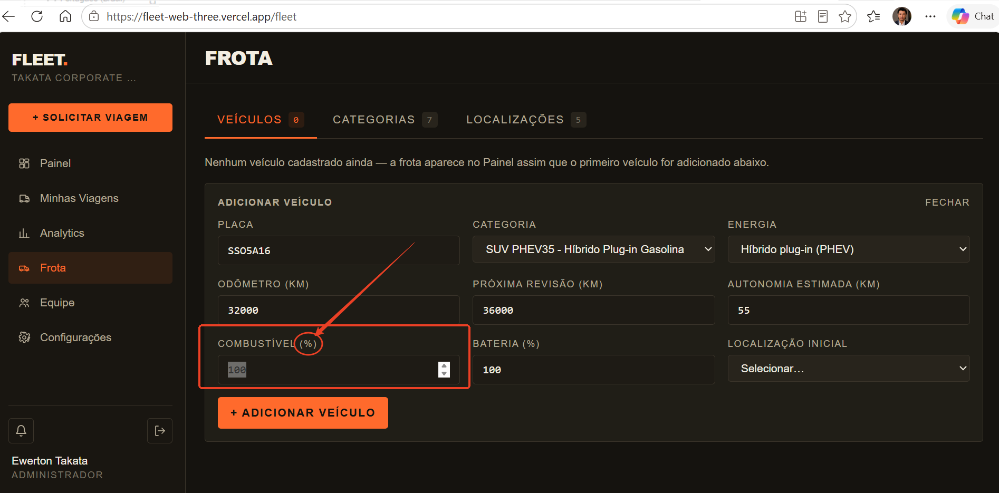 https://fleet-web-three.vercel.app/fleet
Chat
FLEET.
TAKATA CORPORATE ...
+ SOLICITAR VIAGEM
Painel
Minhas Viagens
Analytics
Frota
Equipe
Configurações
Ewerton Takata
ADMINISTRADOR
FROTA
VEÍCULOS 0 CATEGORIAS 7 LOCALIZAÇÕES 5
Nenhum veículo cadastrado ainda — a frota aparece no Painel assim que o primeiro veículo for adicionado abaixo.
ADICIONAR VEÍCULO FECHAR
PLACA CATEGORIA ENERGIA
SSO5A16 SUV PHEV35 - Híbrido Plug-in Gasolina Híbrido plug-in (PHEV)
ODÔMETRO (KM) PRÓXIMA REVISÃO (KM) AUTONOMIA ESTIMADA (KM)
32000 36000 55
COMBUSTÍVEL (%) BATERIA (%) LOCALIZAÇÃO INICIAL
100 100 Selecionar...
+ ADICIONAR VEÍCULO